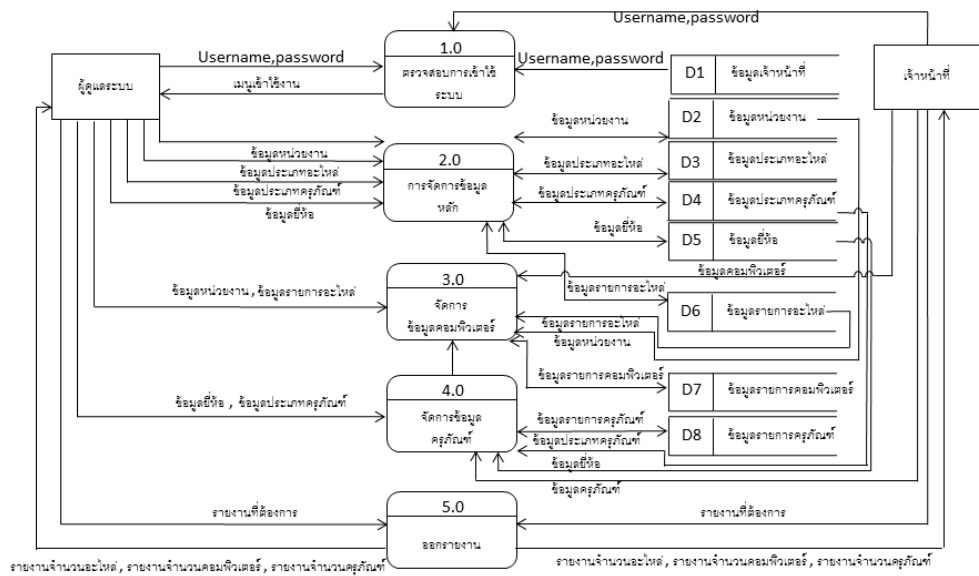 Username,password
1.0
Username,password
Username,password
ตรวจสอบการเข้าใช้
ระบบ
D1
ข้อมูลเจ้าหน้าที่
ผู้ดูแลระบบ
เมนูเข้าใช้งาน
เจ้าหน้าที่
D2
ข้อมูลหน่วยงาน
ข้อมูลหน่วยงาน
ข้อมูลหน่วยงาน
2.0
ข้อมูลประเภทอะไหล่
D3
ข้อมูลประเภทอะไหล่
ข้อมูลประเภทอะไหล่
การจัดการข้อมูล
หลัก
ข้อมูลประเภทครุภัณฑ์
ข้อมูลประเภทครุภัณฑ์
D4
ข้อมูลประเภทครุภัณฑ์
ข้อมูลยี่ห้อ
ข้อมูลยี่ห้อ
D5
ข้อมูลยี่ห้อ
3.0
ข้อมูลคอมพิวเตอร์
ข้อมูลหน่วยงาน ,ข้อมูลรายการอะไหล่
จัดการ
ข้อมูลคอมพิวเตอร์
ข้อมูลรายการอะไหล่
D6
ข้อมูลรายการอะไหล่
ข้อมูลรายการอะไหล่
ข้อมูลหน่วยงาน
4.0
ข้อมูลรายการคอมพิวเตอร์
D7
ข้อมูลรายการคอมพิวเตอร์
ข้อมูลยี่ห้อ , ข้อมูลประเภทครุภัณฑ์
จัดการข้อมูล
ครุภัณฑ์
ข้อมูลรายการครุภัณฑ์
D8
ข้อมูลรายการครุภัณฑ์
ข้อมูลประเภทครุภัณฑ์
ข้อมูลยี่ห้อ
ข้อมูลครุภัณฑ์
5.0
รายงานที่ต้องการ
รายงานที่ต้องการ
ออกรายงาน
รายงานจำนวนอะไหล่ , รายงานจำนวนคอมพิวเตอร์ , รายงานจำนวนครุภัณฑ์
รายงานจำนวนอะไหล่ , รายงานจำนวนคอมพิวเตอร์ , รายงานจำนวนครุภัณฑ์